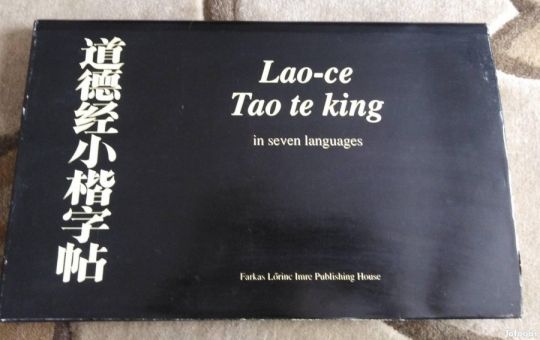 道德经小楷字帖
Lao-ce
Tao te king
in seven languages
Farkas Lőrinc Imre Publishing House